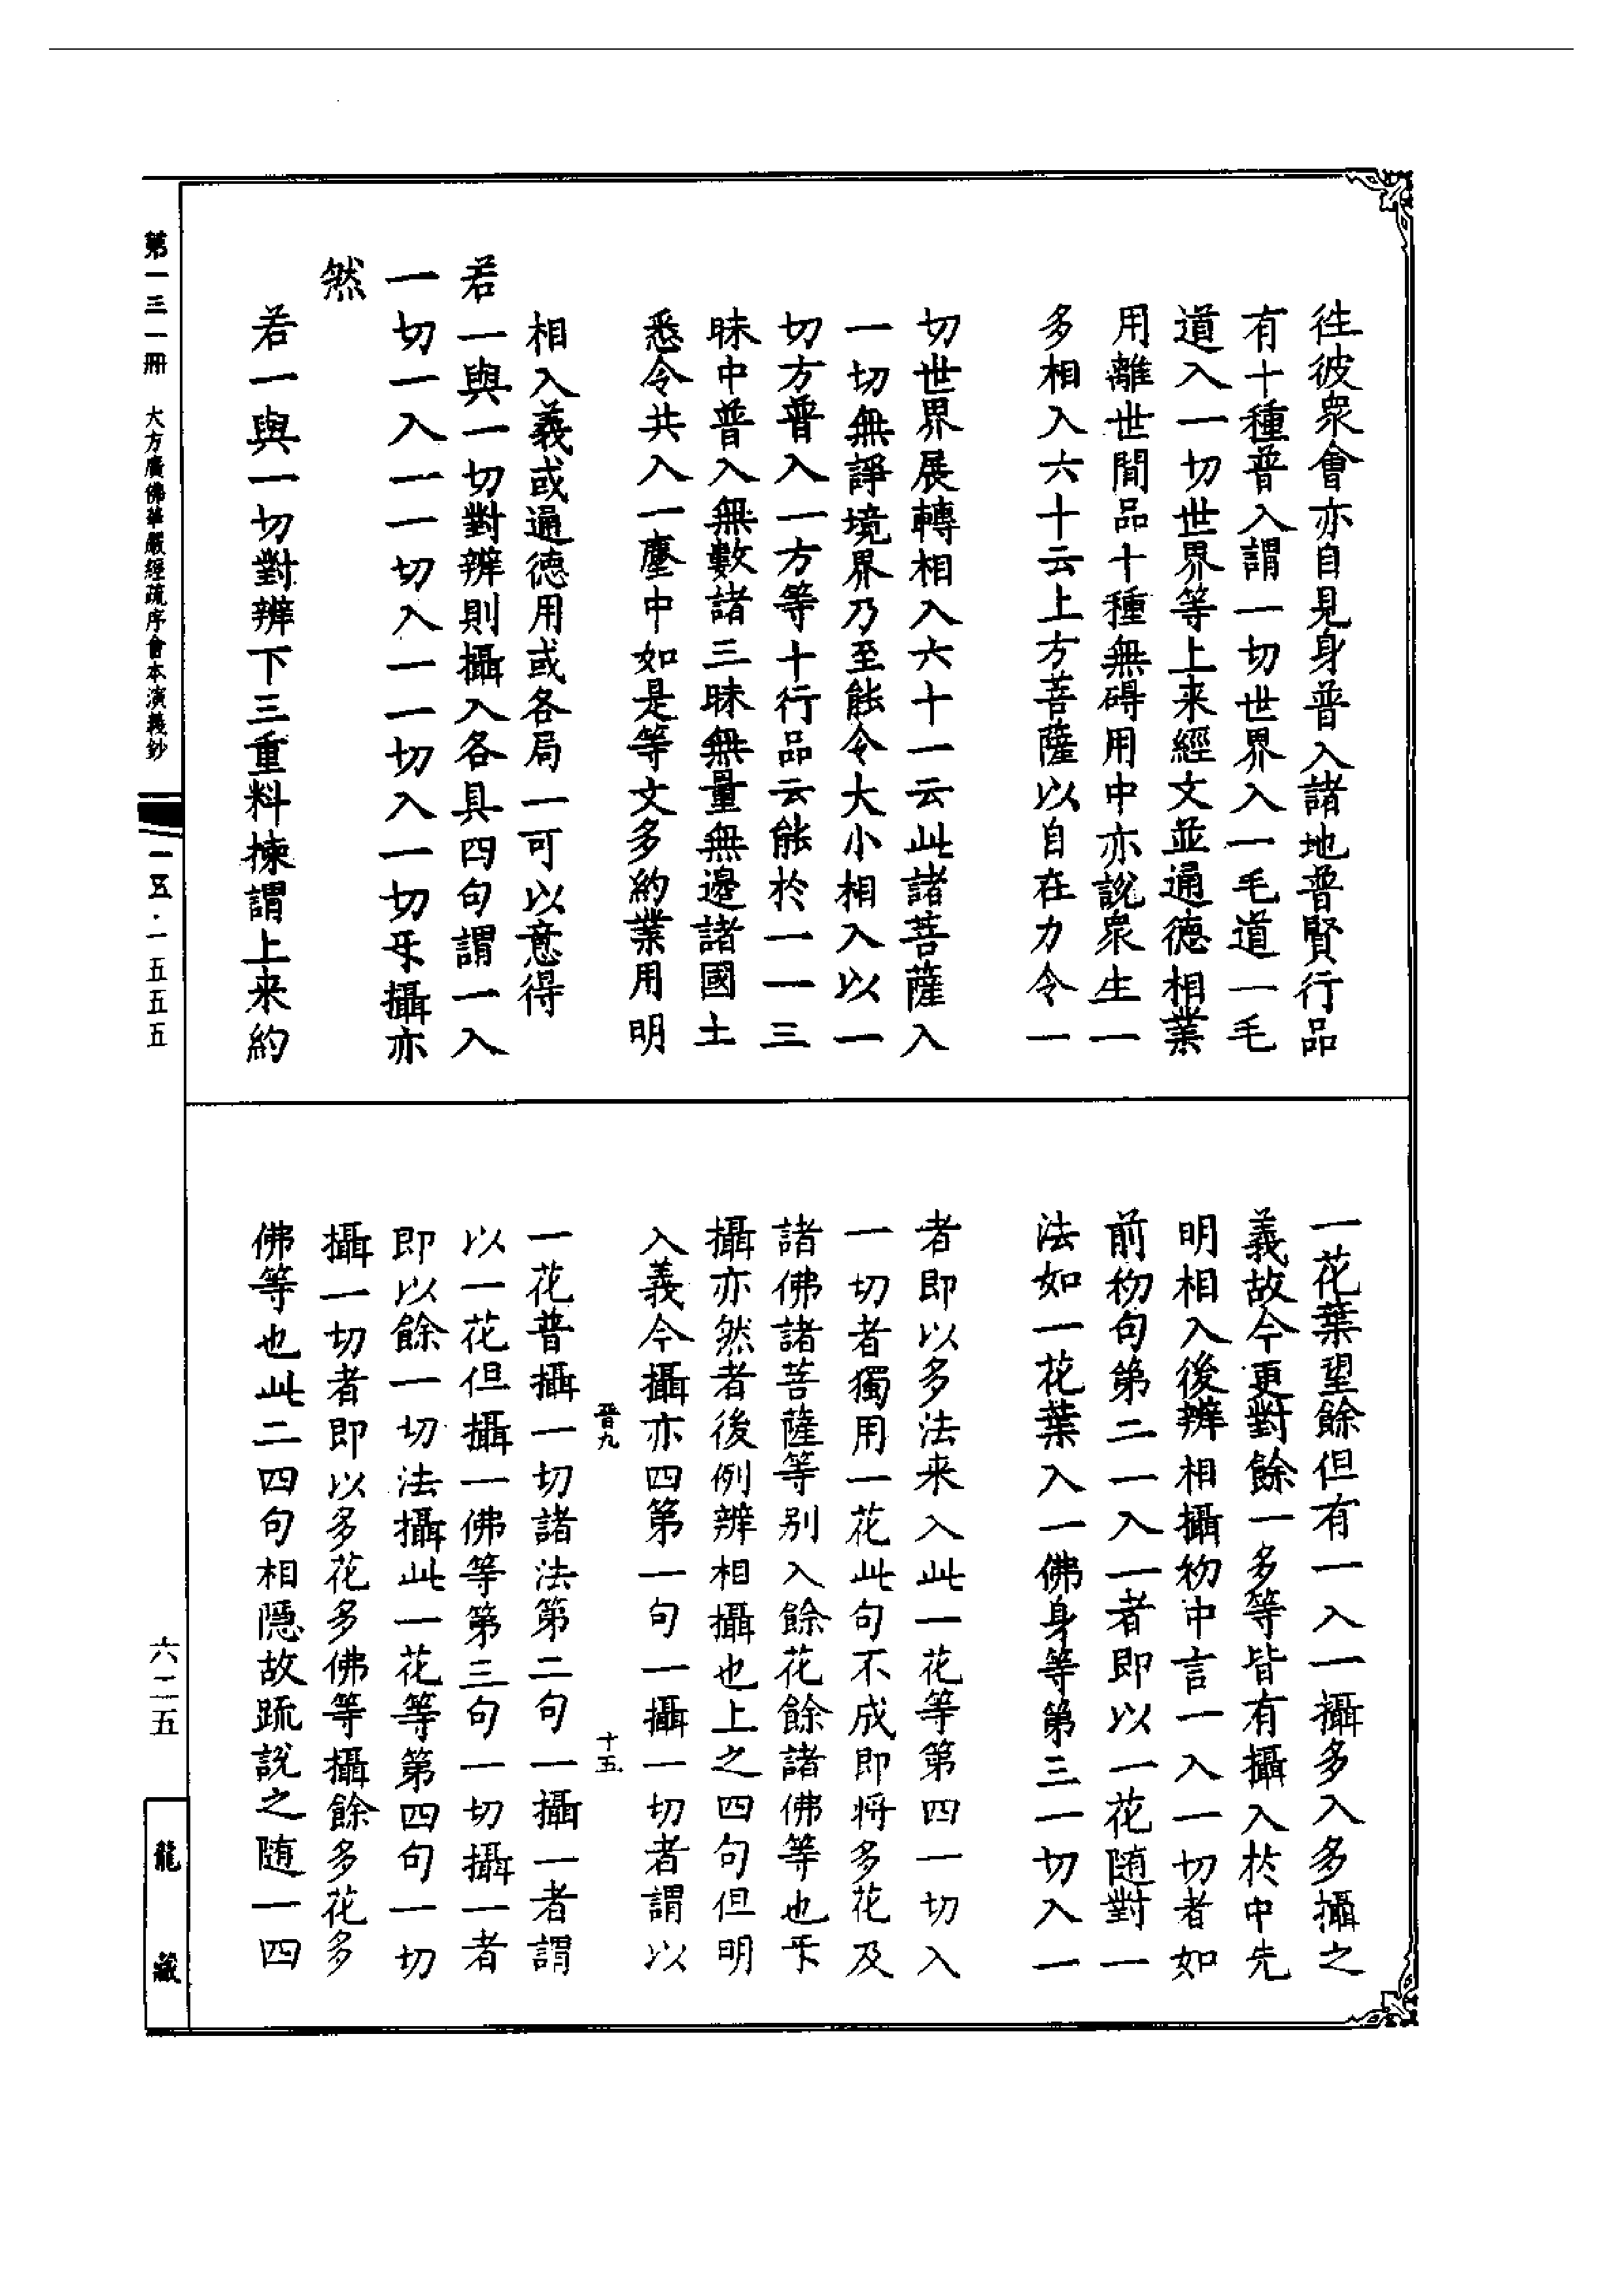 往彼衆會亦自見身普入諸地普賢行品
有十種普入謂一切世界入一毛道一毛
道入一切世界等上来經文並通德相業
用離世間品十種無碍用中亦說衆生一
多相入六十云上方菩薩以自在力令一
切世界展轉相入六十一云此諸菩薩入
一切無諍境界乃至能令大小相入以一
切方普入一方等十行品云能於一一三
昧中普入無數諸三昧無量無邊諸國土
悉令共入一塵中如是等文多約業用明
相入義或通德用或各局一可以意得
若一與一切對辨則攝入各具四句謂一入
一切一入一一切入一一切入一切㸦攝亦
然
若一與一切對辨下三重料揀謂上来約
一花葉望餘但有一入一攝多入多攝之
義故今更對餘一多等皆有攝入於中先
明相入後辨相攝初中言一入一切者如
前初句第二一入一者即以一花随對一
法如一花葉入一佛身等第三一切入一
者即以多法来入此一花等第四一切入
一切者獨用一花此句不成即将多花及
諸佛諸菩薩等别入餘花餘諸佛等也㸦
攝亦然者後例辨相攝也上之四句但明
入義今攝亦四第一句一攝一切者謂以
晋九
十五
一花普攝一切諸法第二句一攝一者謂
以一花但攝一佛等第三句一切攝一者
即以餘一切法攝此一花等第四句一切
攝一切者即以多花多佛等攝餘多花多
佛等也此二四句相隱故䟽說之随一四
第一三一冊　大方廣佛華嚴經疏序會本演義鈔
一五五五
六二五
龍藏